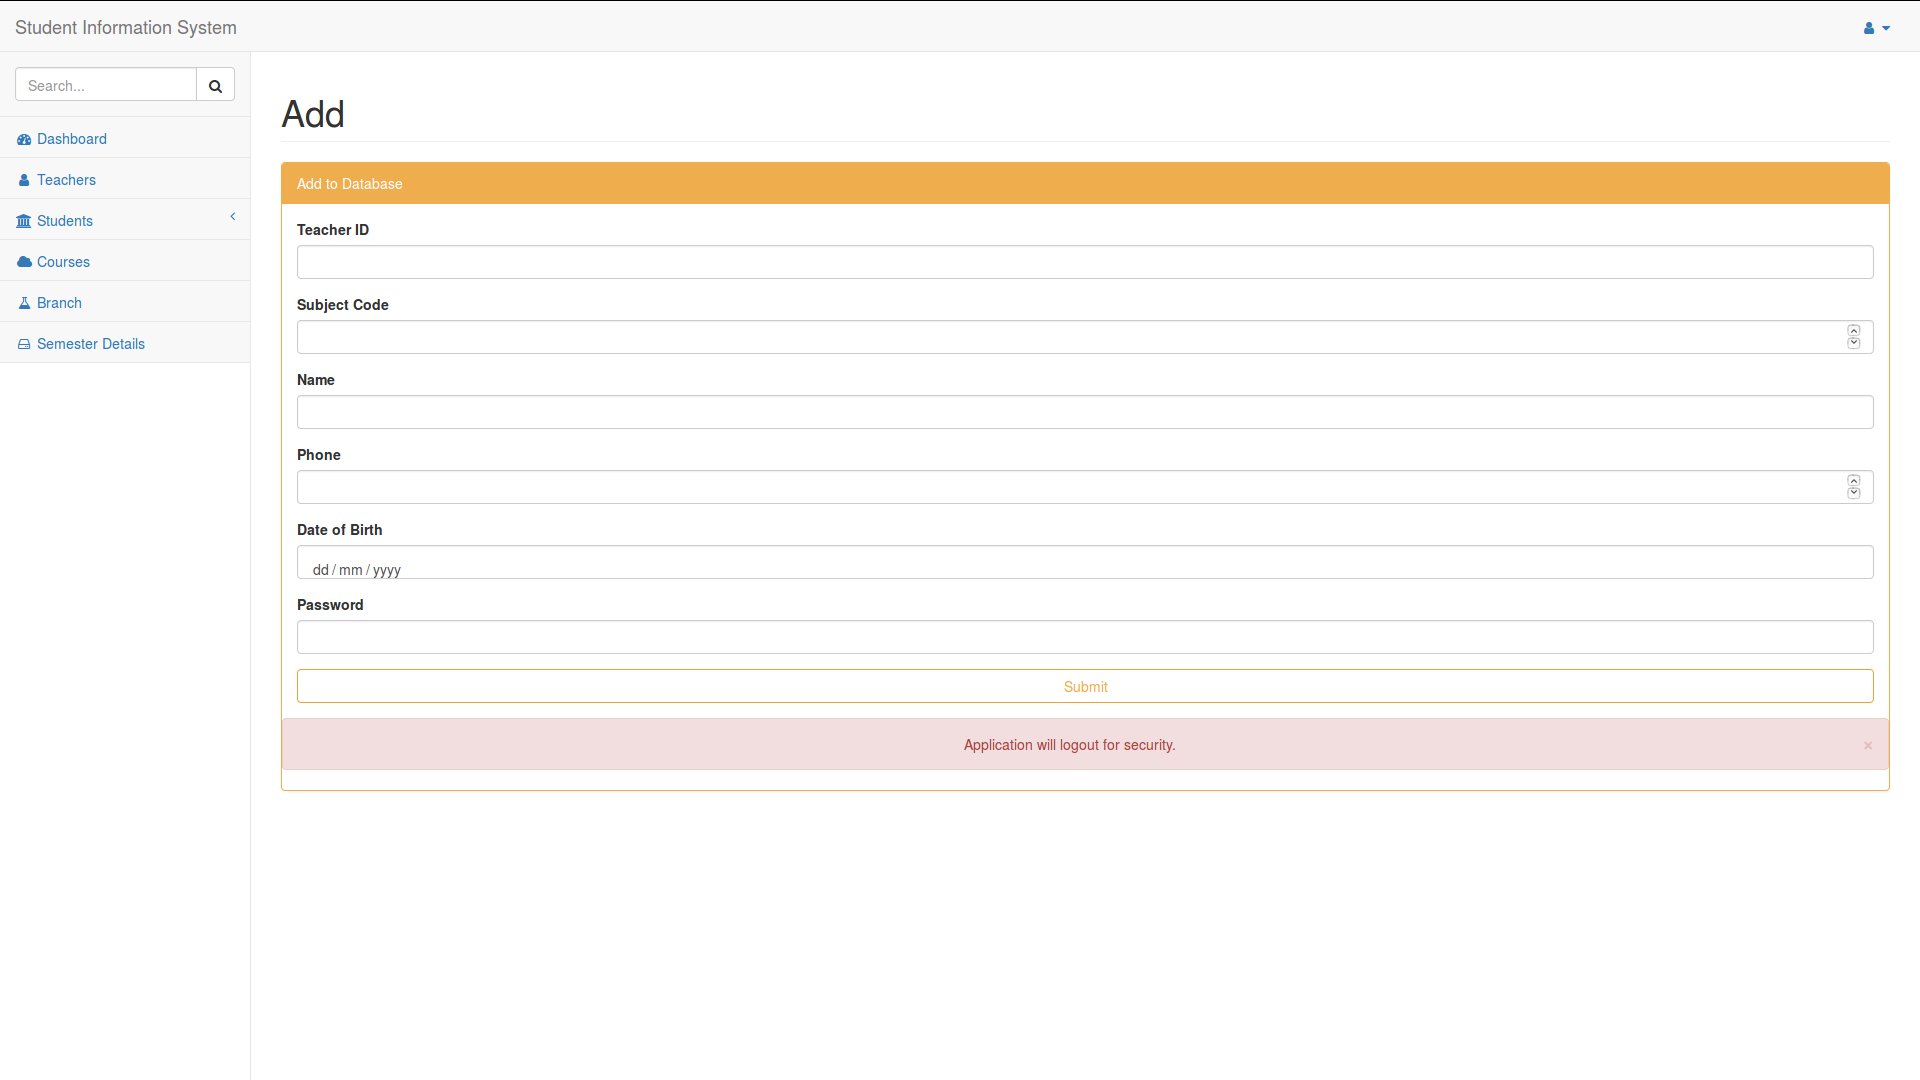 Student Information System
Search...
Dashboard
Teachers
Students
Courses
Branch
Semester Details
Add
Add to Database
Teacher ID
Subject Code
Name
Phone
Date of Birth
dd / mm / yyyy
Password
Submit
Application will logout for security.
×